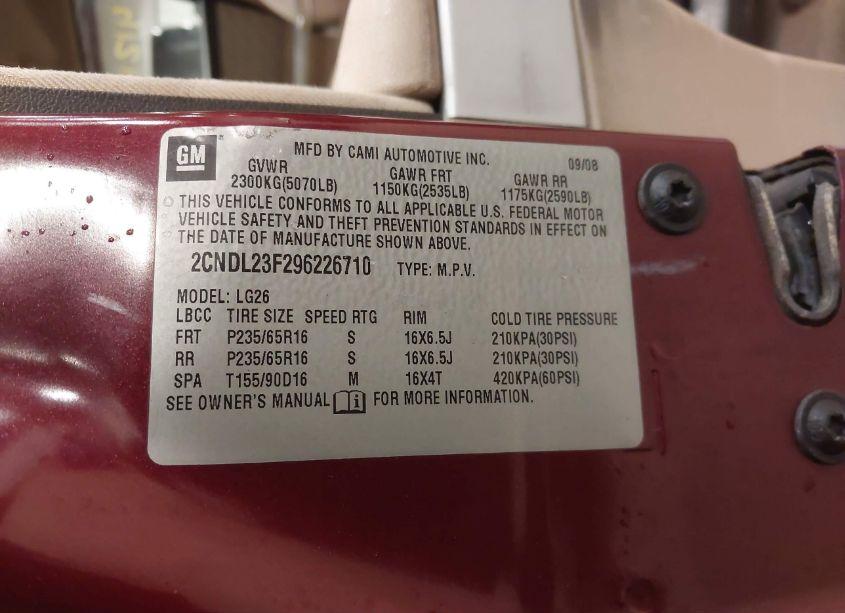 GM
MFD BY CAMI AUTOMOTIVE INC. 09/08
GVWR GAWR FRT GAWR RR
2300KG(5070LB) 1150KG(2535LB) 1175KG(2590LB)
THIS VEHICLE CONFORMS TO ALL APPLICABLE U.S. FEDERAL MOTOR
VEHICLE SAFETY AND THEFT PREVENTION STANDARDS IN EFFECT ON
THE DATE OF MANUFACTURE SHOWN ABOVE.
2CNDL23F296226710 TYPE: M.P.V.
MODEL: LG26
LBCC TIRE SIZE SPEED RTG RIM COLD TIRE PRESSURE
FRT P235/65R16 S 16X6.5J 210KPA(30PSI)
RR P235/65R16 S 16X6.5J 210KPA(30PSI)
SPA T155/90D16 M 16X4T 420KPA(60PSI)
SEE OWNER'S MANUAL FOR MORE INFORMATION.